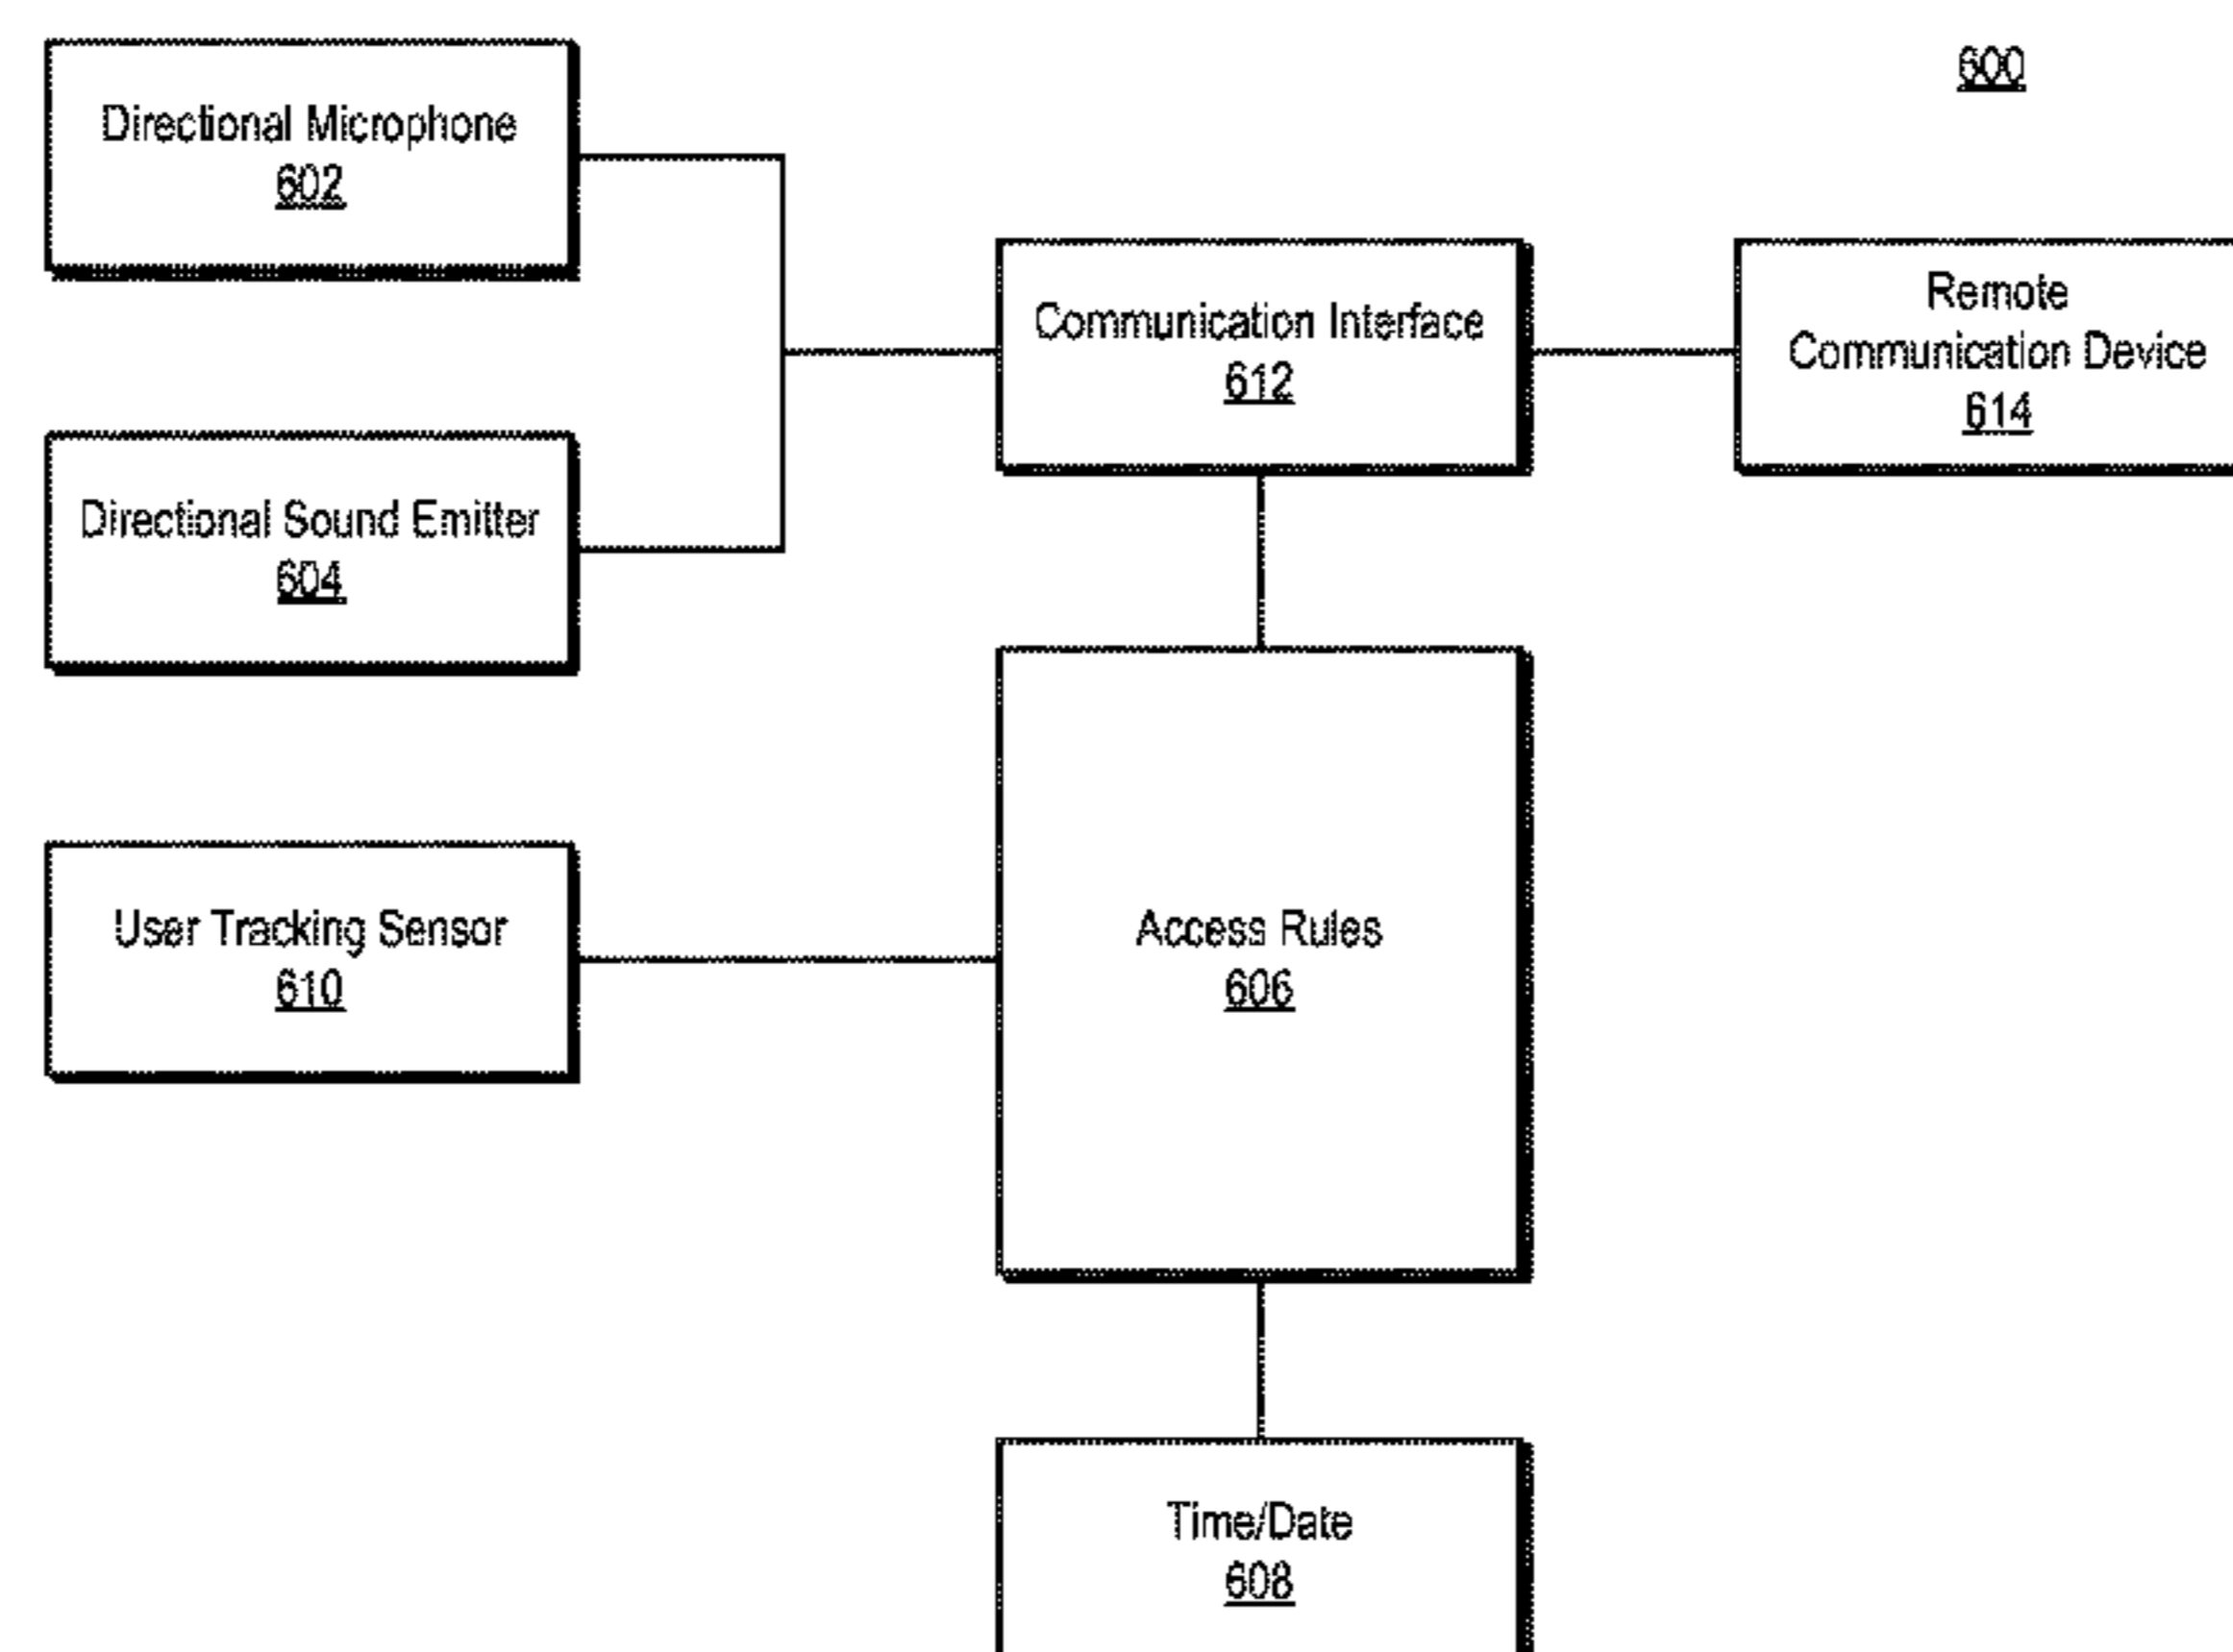 600
Directional Microphone
602
Communication Interface
612
Remote
Communication Device
614
Directional Sound Emitter
604
User Tracking Sensor
610
Access Rules
606
Time/Date
608